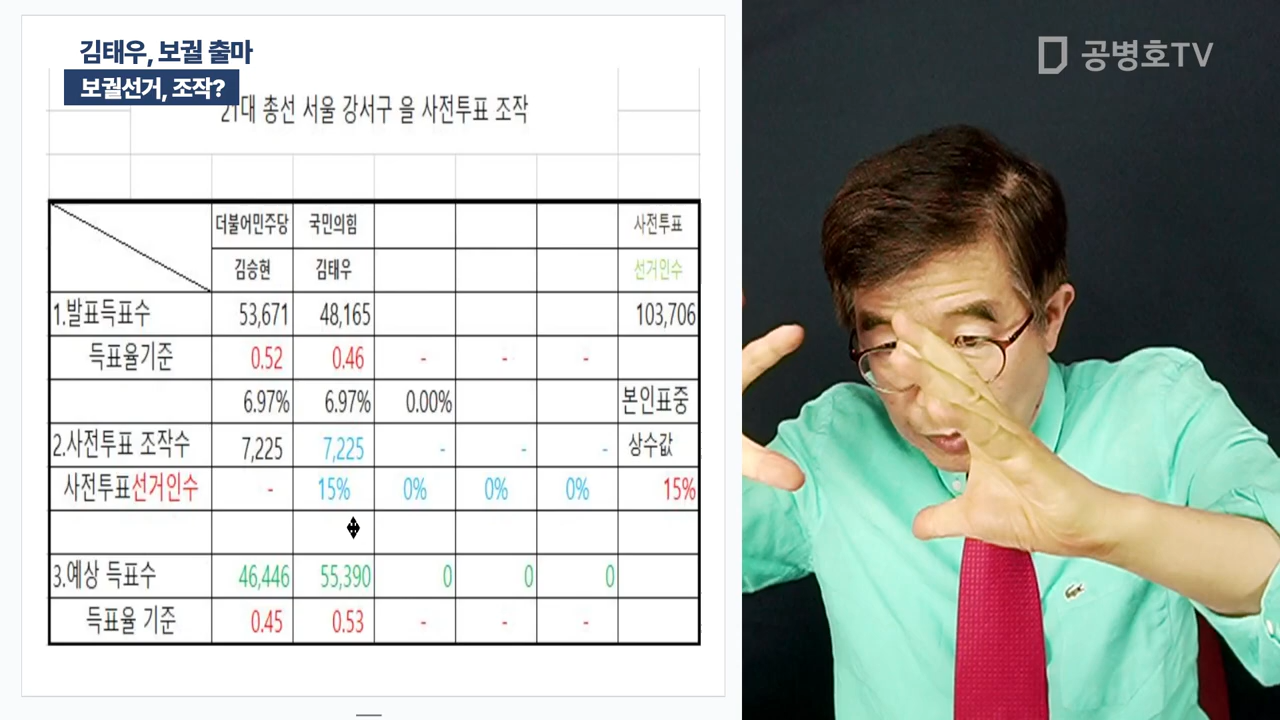 김태우, 보궐 출마
보궐선거, 조작?
공병호TV
21대 총선 서울 강서구 을 사전투표 조작
더불어민주당 국민의힘 사전투표
김승현 김태우 선거인수
1.발표득표수 53,671 48,165 103,706
득표율기준 0.52 0.46 - - -
6.97% 6.97% 0.00% 본인표중
2.사전투표 조작수 7,225 7,225 - - - 상수값
사전투표선거인수 - 15% 0% 0% 0% 15%
3.예상 득표수 46,446 55,390 0 0 0
득표율 기준 0.45 0.53 - - -